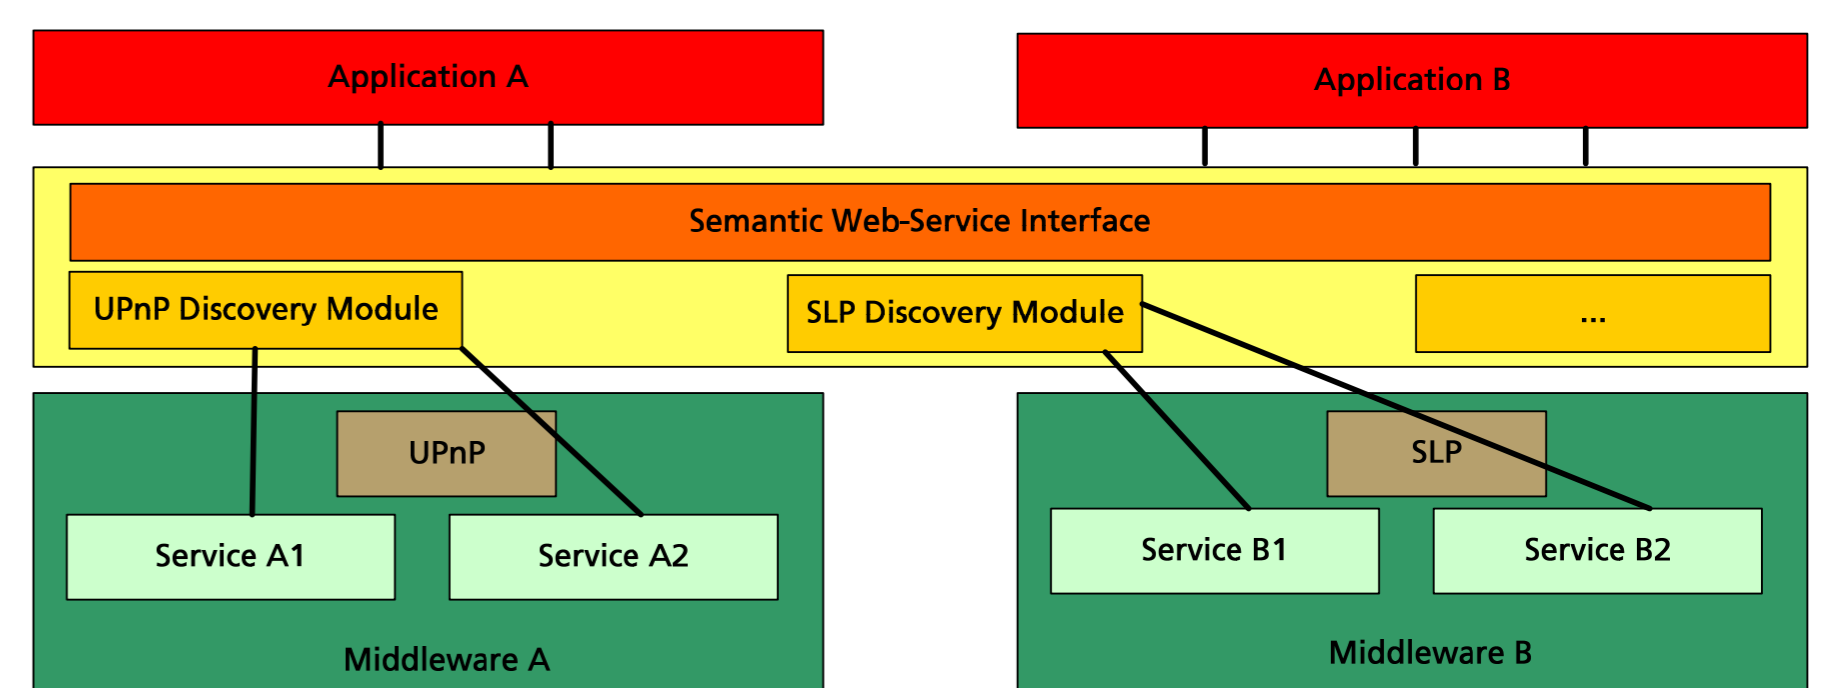 Application A
Application B
Semantic Web-Service Interface
UPnP Discovery Module
SLP Discovery Module
...
UPnP
SLP
Service A1
Service A2
Service B1
Service B2
Middleware A
Middleware B